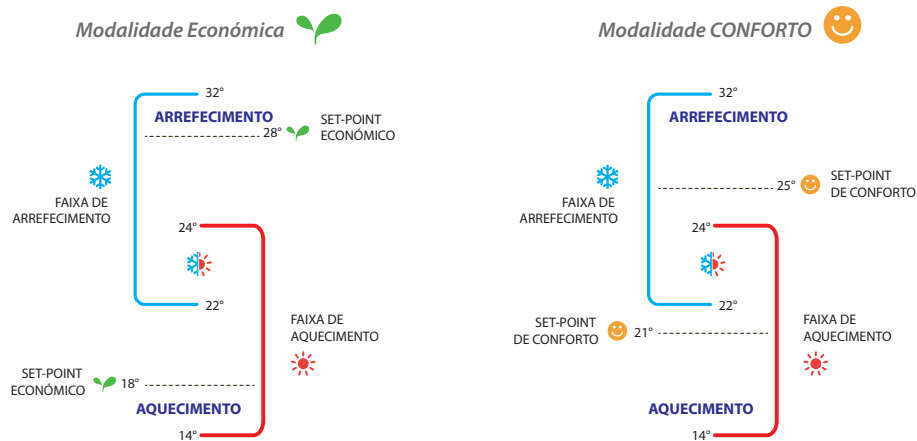 Modalidade Económica
32°
ARREFECIMENTO
28°
SET-POINT
ECONÓMICO
FAIXA DE
ARREFECIMENTO
24°
22°
FAIXA DE
AQUECIMENTO
SET-POINT
ECONÓMICO
18°
AQUECIMENTO
14°
Modalidade CONFORTO
32°
ARREFECIMENTO
25°
SET-POINT
DE CONFORTO
FAIXA DE
ARREFECIMENTO
24°
22°
SET-POINT
DE CONFORTO
21°
FAIXA DE
AQUECIMENTO
AQUECIMENTO
14°